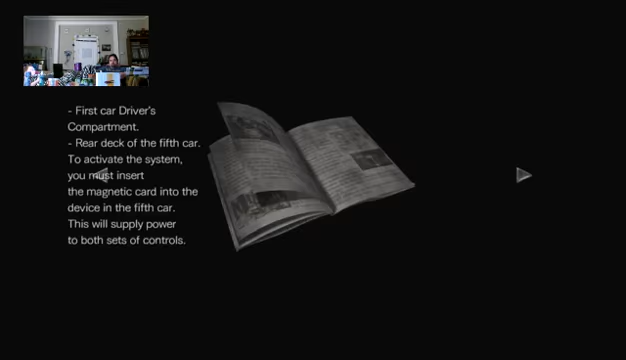 - First car Driver's
Compartment.
- Rear deck of the fifth car.
To activate the system,
you must insert
the magnetic card into the
device in the fifth car.
This will supply power
to both sets of controls.